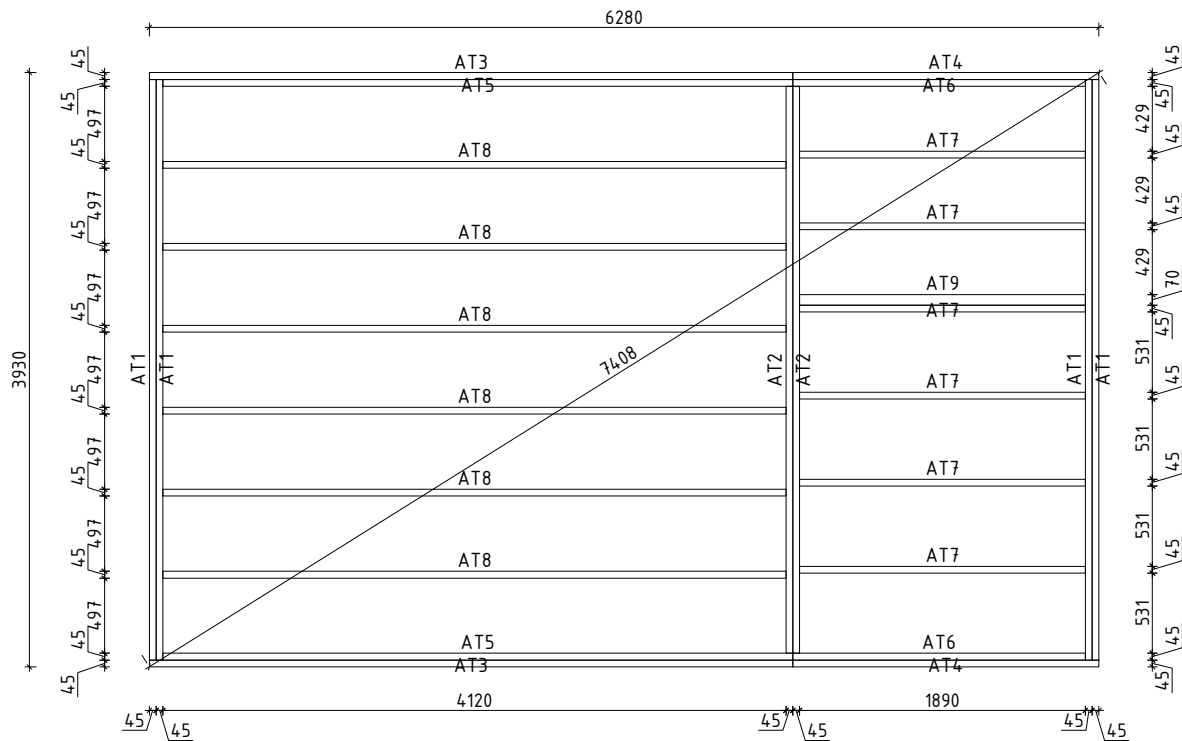 6280
AT3 AT4
AT5 AT6
45 45
45 45
497 429
45 AT8 AT7 45
497 429
AT7 45
45 AT8
497 429
AT9 70
45 AT8 AT7 45
3930
497 531
AT1 AT1 7408 AT2 AT2 AT1 AT1
AT7 45
45 AT8
497 531
45 AT8 AT7 45
497 531
45 AT8 AT7 45
497 531
45 AT5 AT6 45
45 AT3 AT4 45
4120 1890
45 45 45 45 45 45